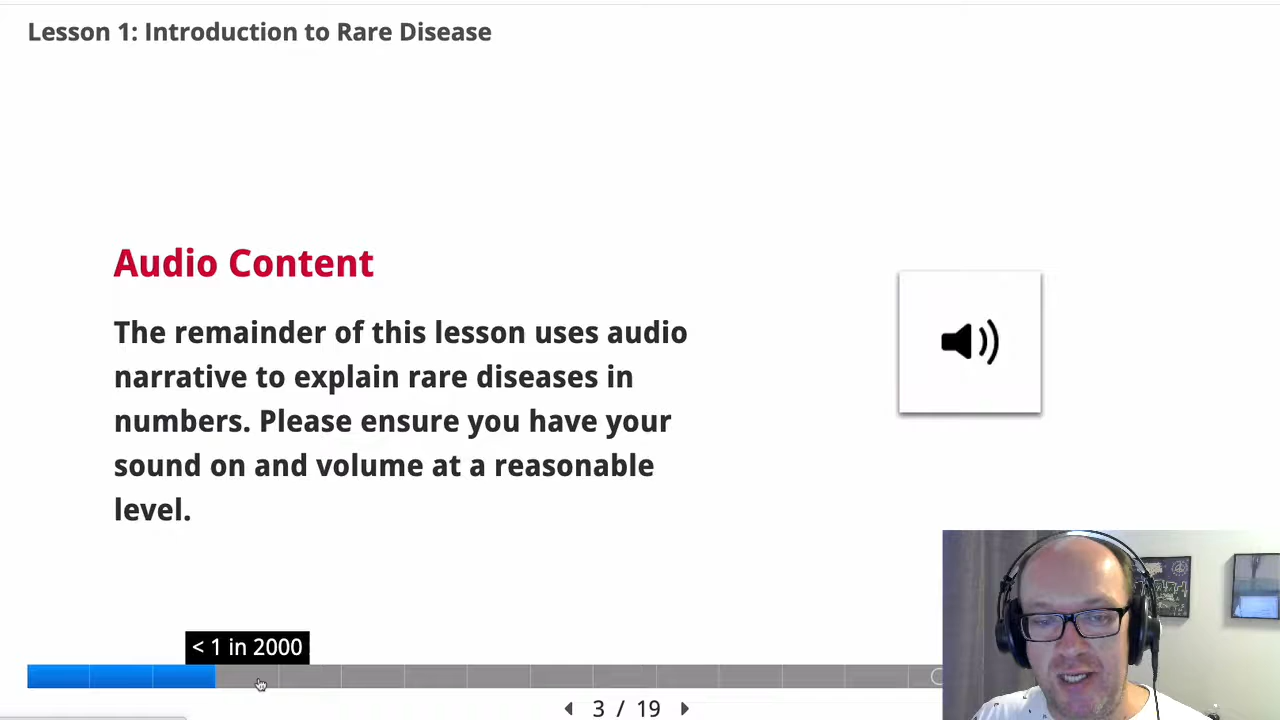 Lesson 1: Introduction to Rare Disease
Audio Content
The remainder of this lesson uses audio
narrative to explain rare diseases in
numbers. Please ensure you have your
sound on and volume at a reasonable
level.
< 1 in 2000
3 / 19